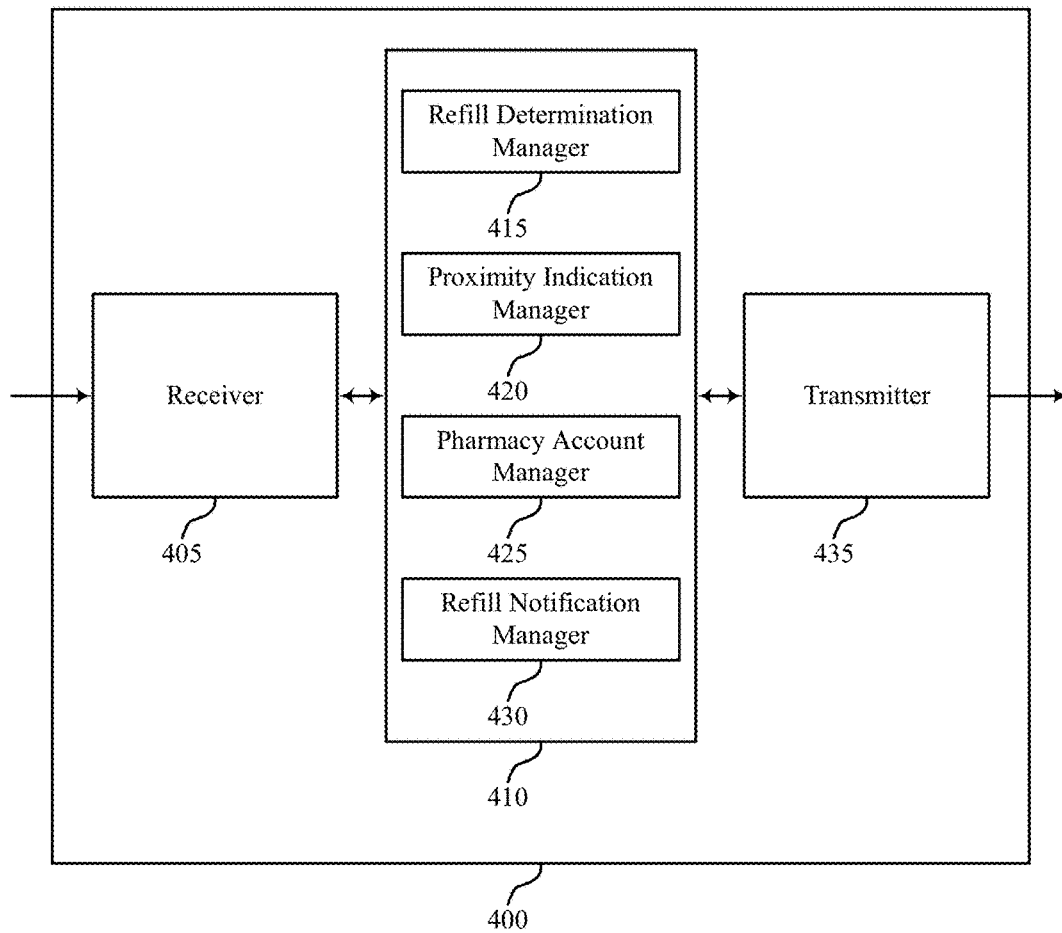 Refill Determination
Manager
415
Proximity Indication
Manager
420
Receiver
405
Transmitter
435
Pharmacy Account
Manager
425
Refill Notification
Manager
430
410
400